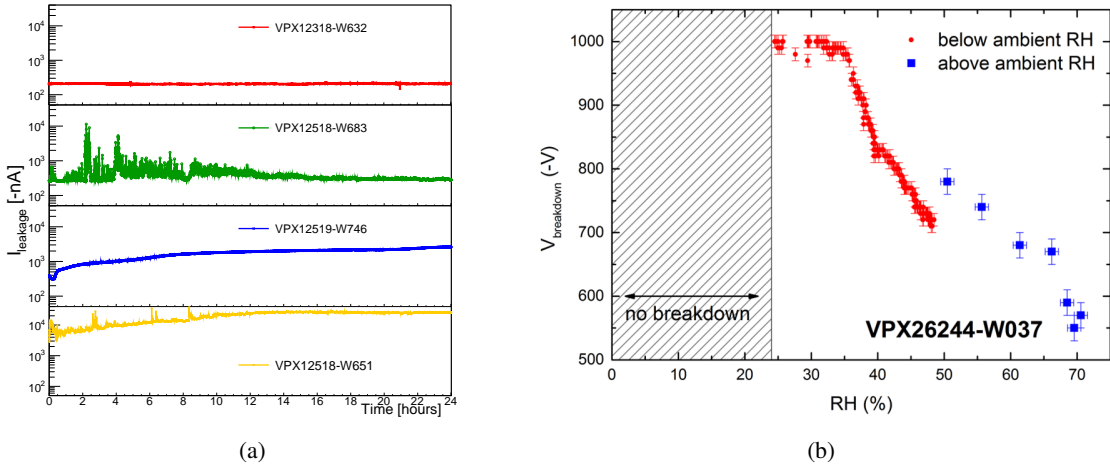 VPX12318-W632
10⁴
10³
10²
VPX12518-W683
10⁴
10³
10²
VPX12519-W746
10⁴
10³
10²
VPX12518-W651
10⁴
10³
10²
I_leakage [-nA]
0 2 4 6 8 10 12 14 16 18 20 22 24
Time [hours]
(a)
1000
900
800
700
600
500
V_breakdown (-V)
below ambient RH
above ambient RH
no breakdown
VPX26244-W037
0 10 20 30 40 50 60 70
RH (%)
(b)